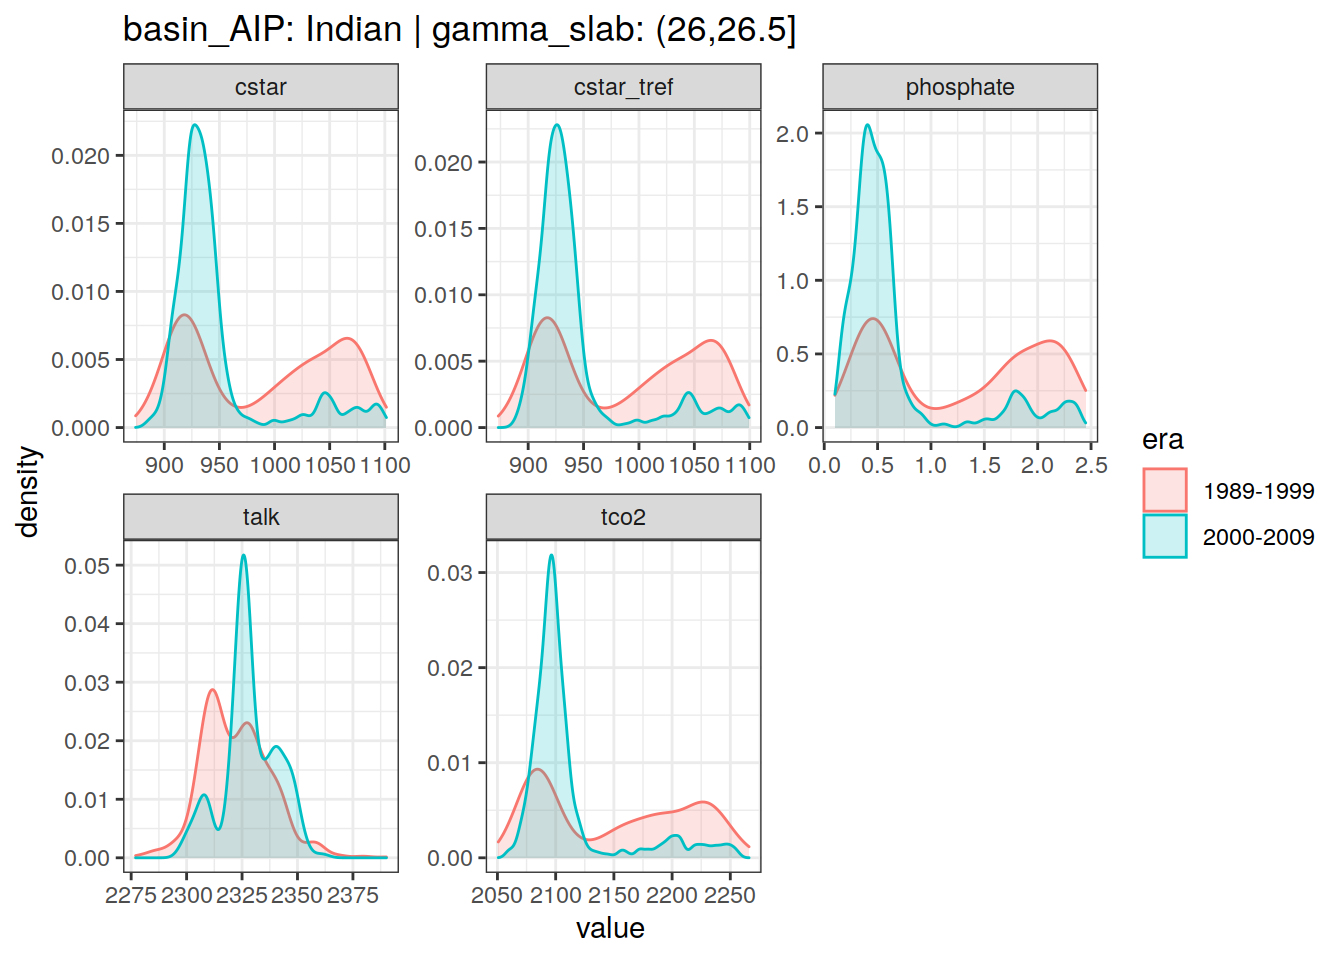 basin_AIP: Indian | gamma_slab: (26,26.5]
cstar
cstar_tref
phosphate
0.020
0.015
0.010
0.005
0.000
900 950 1000 1050 1100
0.020
0.015
0.010
0.005
0.000
900 950 1000 1050 1100
2.0
1.5
1.0
0.5
0.0
0.0 0.5 1.0 1.5 2.0 2.5
density
talk
tco2
0.05
0.04
0.03
0.02
0.01
0.00
2275 2300 2325 2350 2375
0.03
0.02
0.01
0.00
2050 2100 2150 2200 2250
value
era
1989-1999
2000-2009